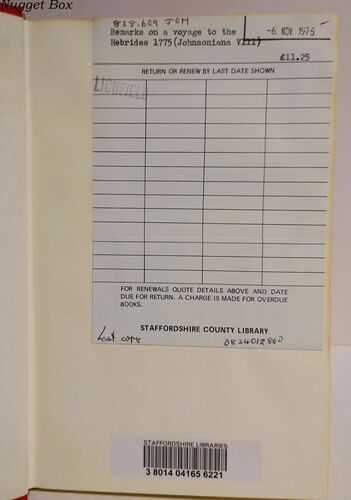 Nugget Box
828.609 JOH
Remarks on a voyage to the
Hebrides 1775(Johnsoniana viii)
-6. NOV. 1975
£11.25
RETURN OR RENEW BY LAST DATE SHOWN
LICHFIELD
FOR RENEWALS QUOTE DETAILS ABOVE AND DATE
DUE FOR RETURN. A CHARGE IS MADE FOR OVERDUE
BOOKS.
STAFFORDSHIRE COUNTY LIBRARY
Last copy
0824012860
STAFFORDSHIRE LIBRARIES
3 8014 04165 6221